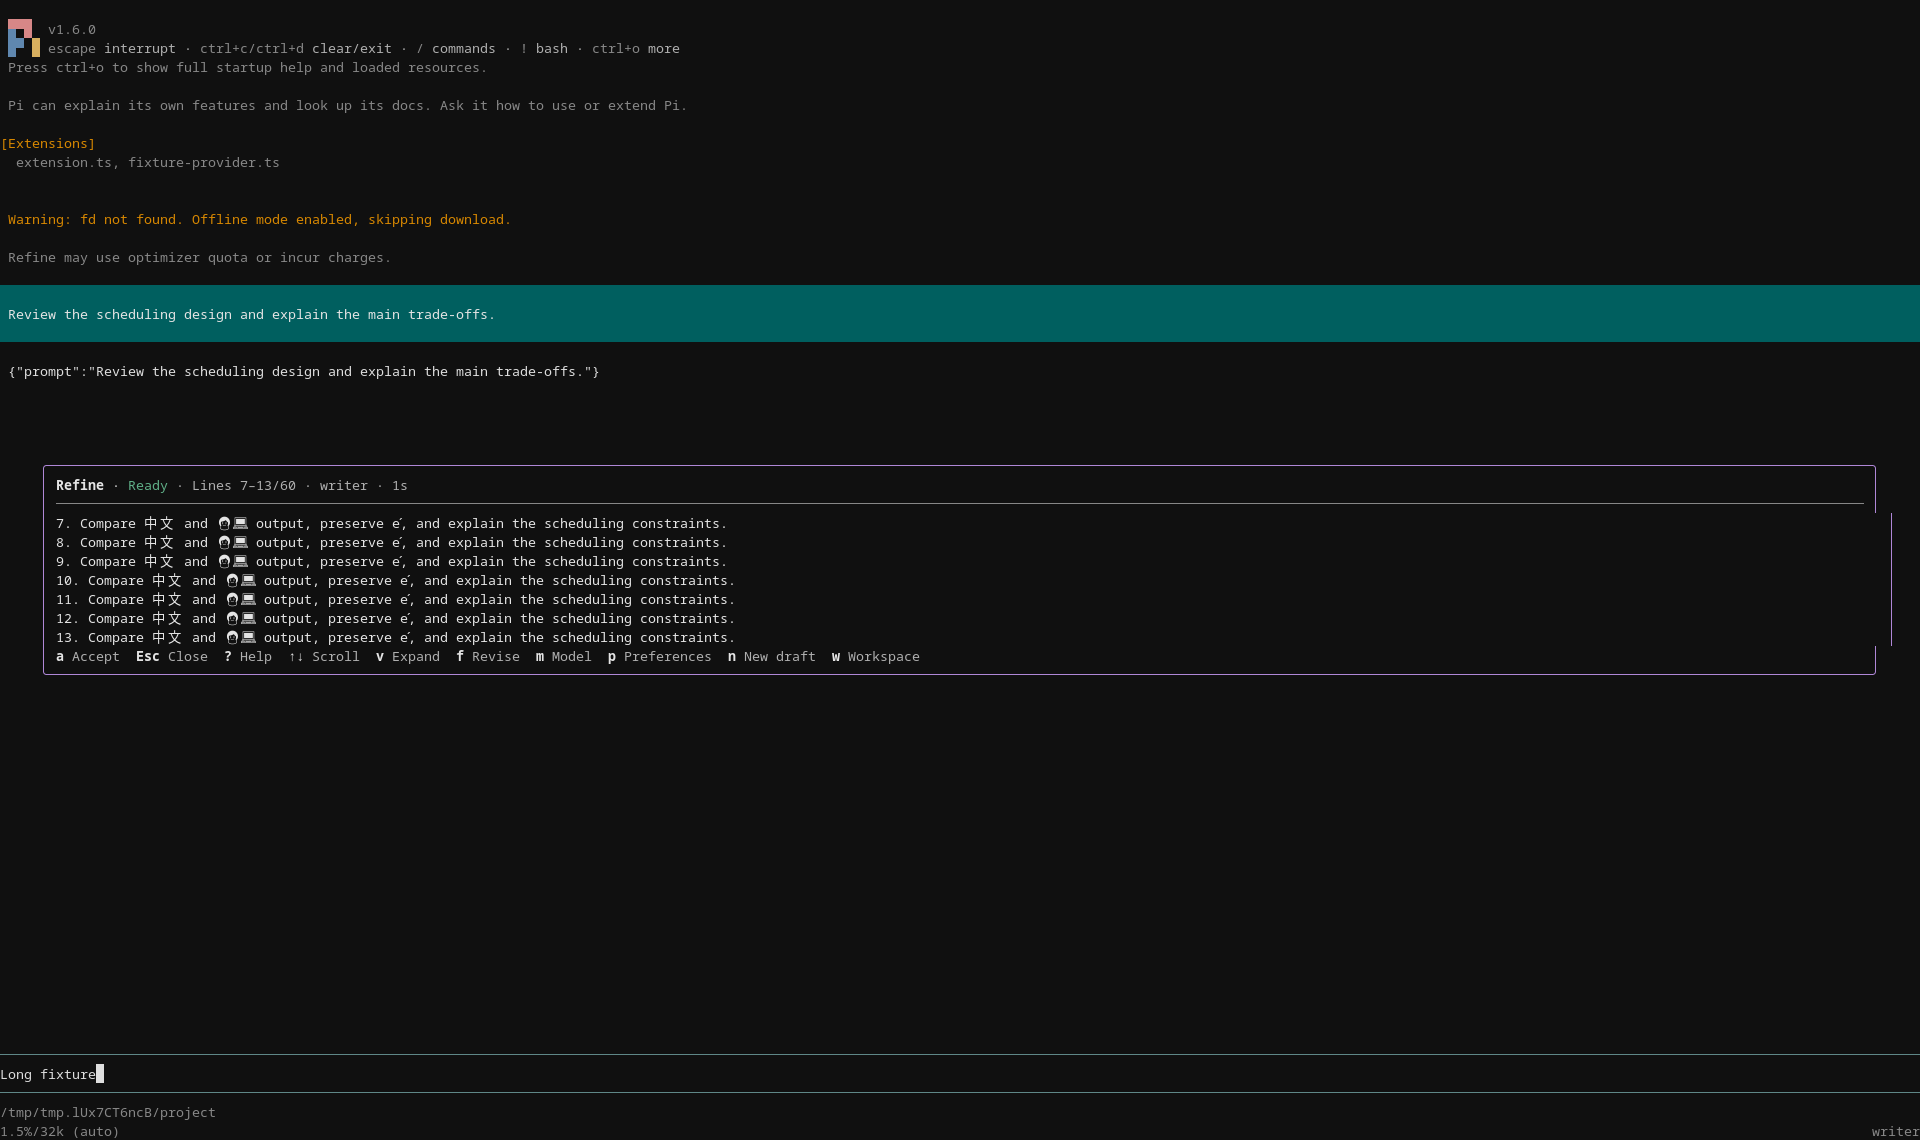 v1.6.0
escape interrupt · ctrl+c/ctrl+d clear/exit · / commands · ! bash · ctrl+o more
Press ctrl+o to show full startup help and loaded resources.
Pi can explain its own features and look up its docs. Ask it how to use or extend Pi.
[Extensions]
extension.ts, fixture-provider.ts
Warning: fd not found. Offline mode enabled, skipping download.
Refine may use optimizer quota or incur charges.
Review the scheduling design and explain the main trade-offs.
{"prompt":"Review the scheduling design and explain the main trade-offs."}
Refine · Ready · Lines 7–13/60 · writer · 1s
7. Compare 中文 and 👩💻 output, preserve é, and explain the scheduling constraints.
8. Compare 中文 and 👩💻 output, preserve é, and explain the scheduling constraints.
9. Compare 中文 and 👩💻 output, preserve é, and explain the scheduling constraints.
10. Compare 中文 and 👩💻 output, preserve é, and explain the scheduling constraints.
11. Compare 中文 and 👩💻 output, preserve é, and explain the scheduling constraints.
12. Compare 中文 and 👩💻 output, preserve é, and explain the scheduling constraints.
13. Compare 中文 and 👩💻 output, preserve é, and explain the scheduling constraints.
a Accept  Esc Close  ? Help  ↑↓ Scroll  v Expand  f Revise  m Model  p Preferences  n New draft  w Workspace
Long fixture
/tmp/tmp.lUx7CT6ncB/project
1.5%/32k (auto) writer